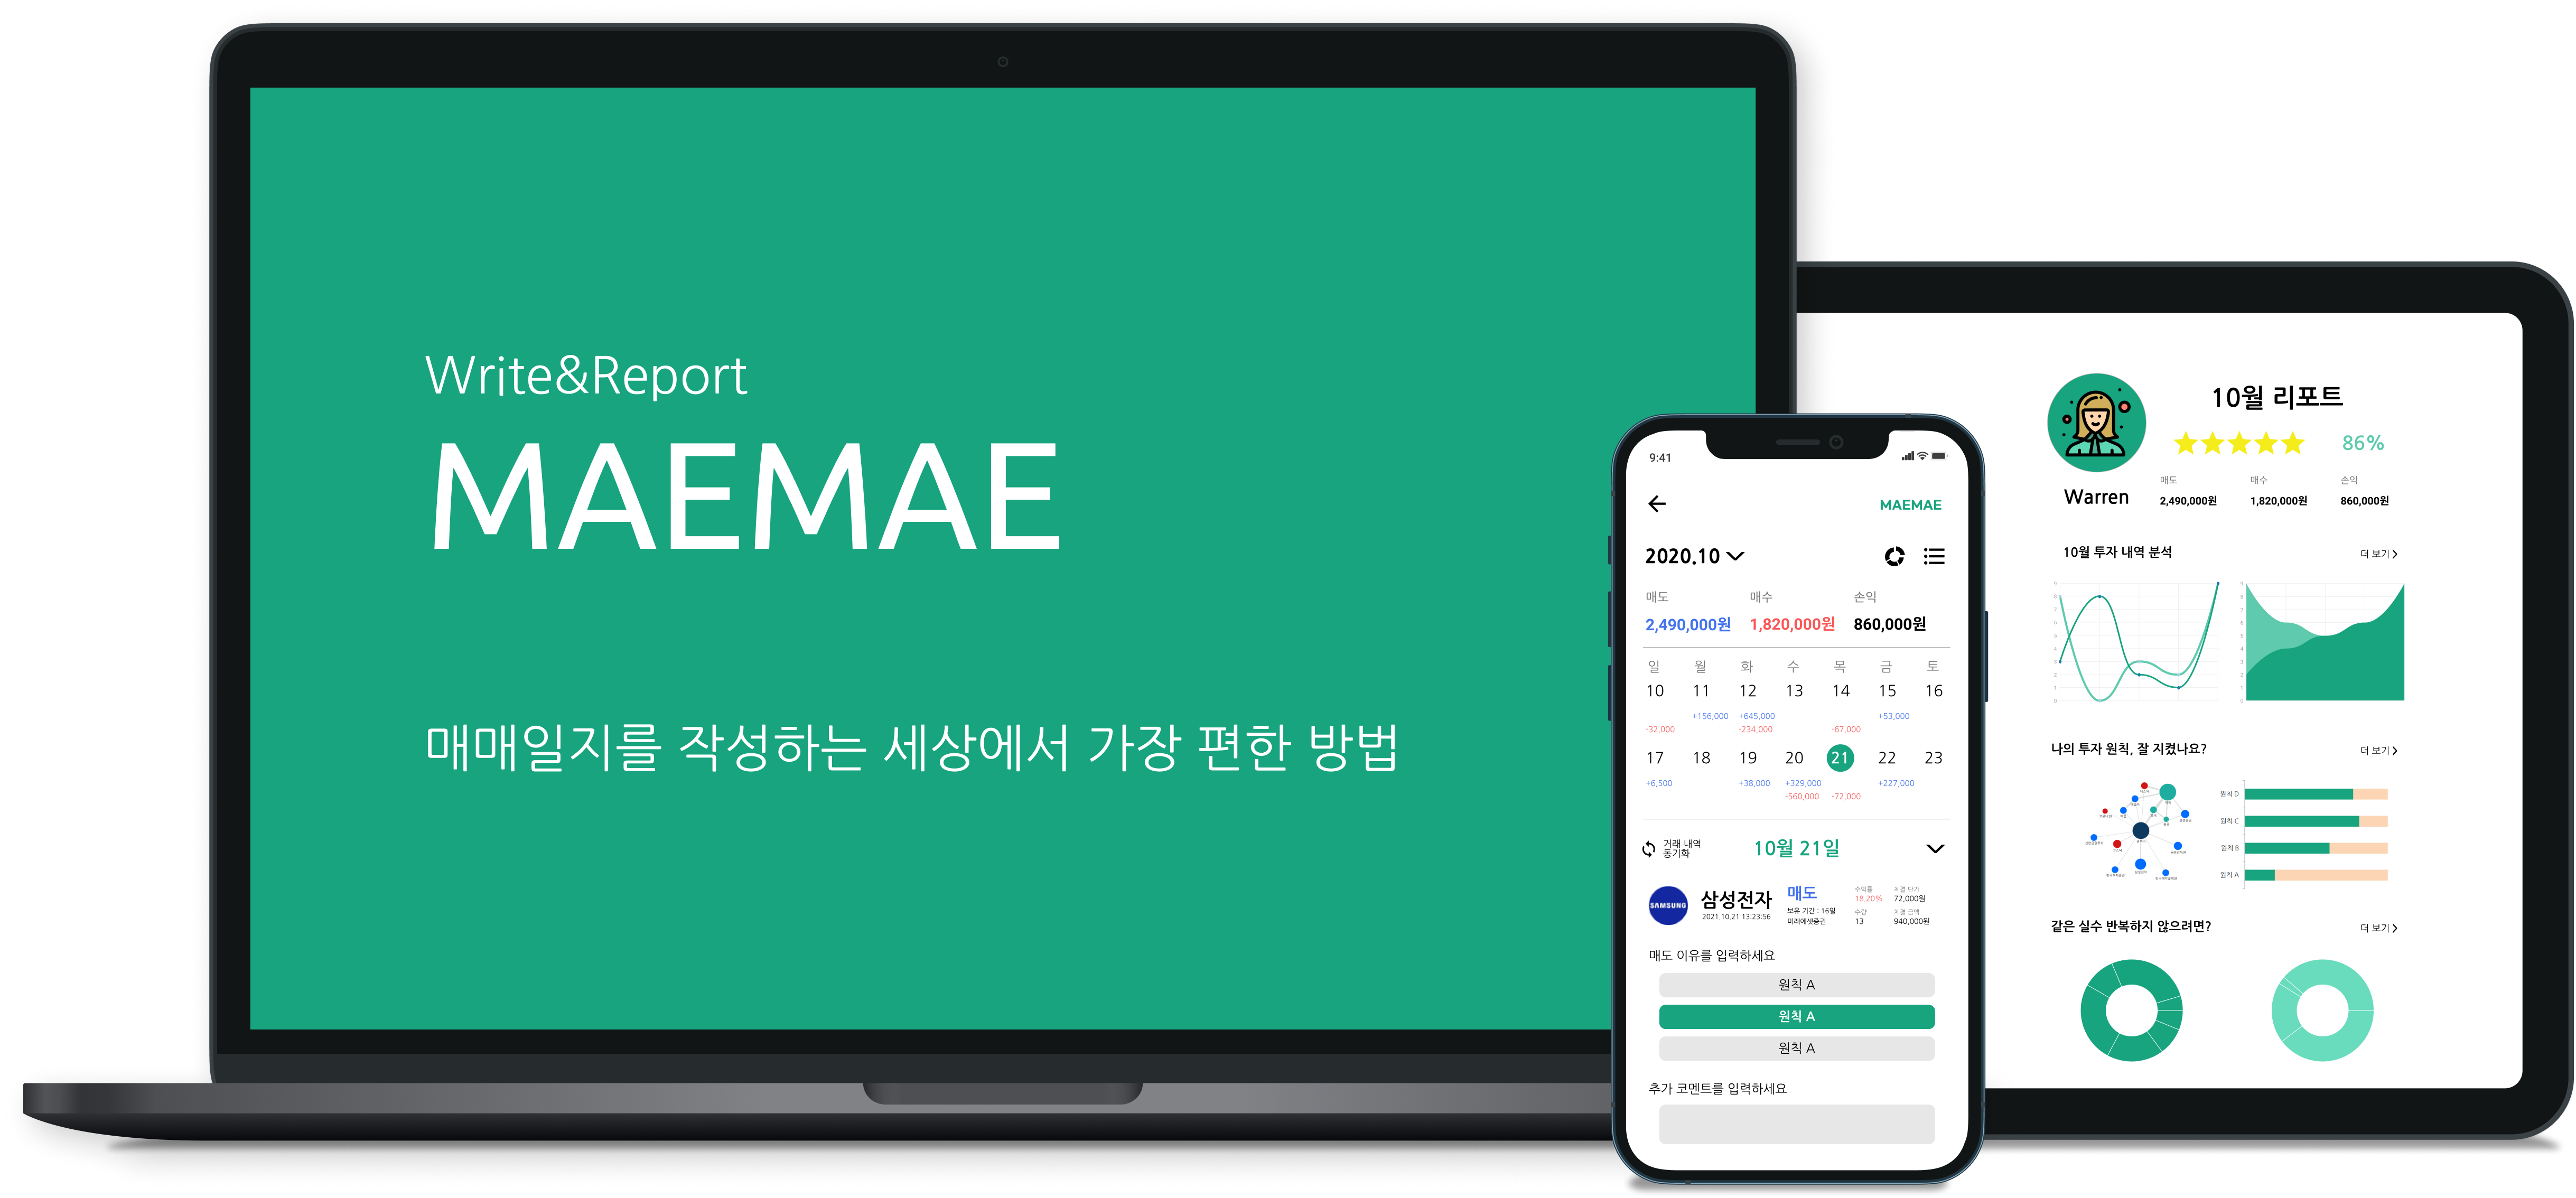 Write&Report
MAEMAE
매매일지를 작성하는 세상에서 가장 편한 방법
9:41
MAEMAE
2020.10
매도 매수 손익
2,490,000원 1,820,000원 860,000원
일 월 화 수 목 금 토
10 11 12 13 14 15 16
+156,000 +645,000 +53,000
-32,000 -234,000 -67,000
17 18 19 20 21 22 23
+6,500 +38,000 +329,000 +227,000
-560,000 -72,000
거래 내역
동기화
10월 21일
SAMSUNG
삼성전자
2021.10.21 13:23:56
매도
보유 기간 : 16일
미래에셋증권
수익률 체결 단가
18.20% 72,000원
수량 체결 금액
13 940,000원
매도 이유를 입력하세요
원칙 A
원칙 A
원칙 A
추가 코멘트를 입력하세요
10월 리포트
86%
Warren
매도 매수 손익
2,490,000원 1,820,000원 860,000원
10월 투자 내역 분석
더 보기
나의 투자 원칙, 잘 지켰나요?
더 보기
원칙 D
원칙 C
원칙 B
원칙 A
같은 실수 반복하지 않으려면?
더 보기